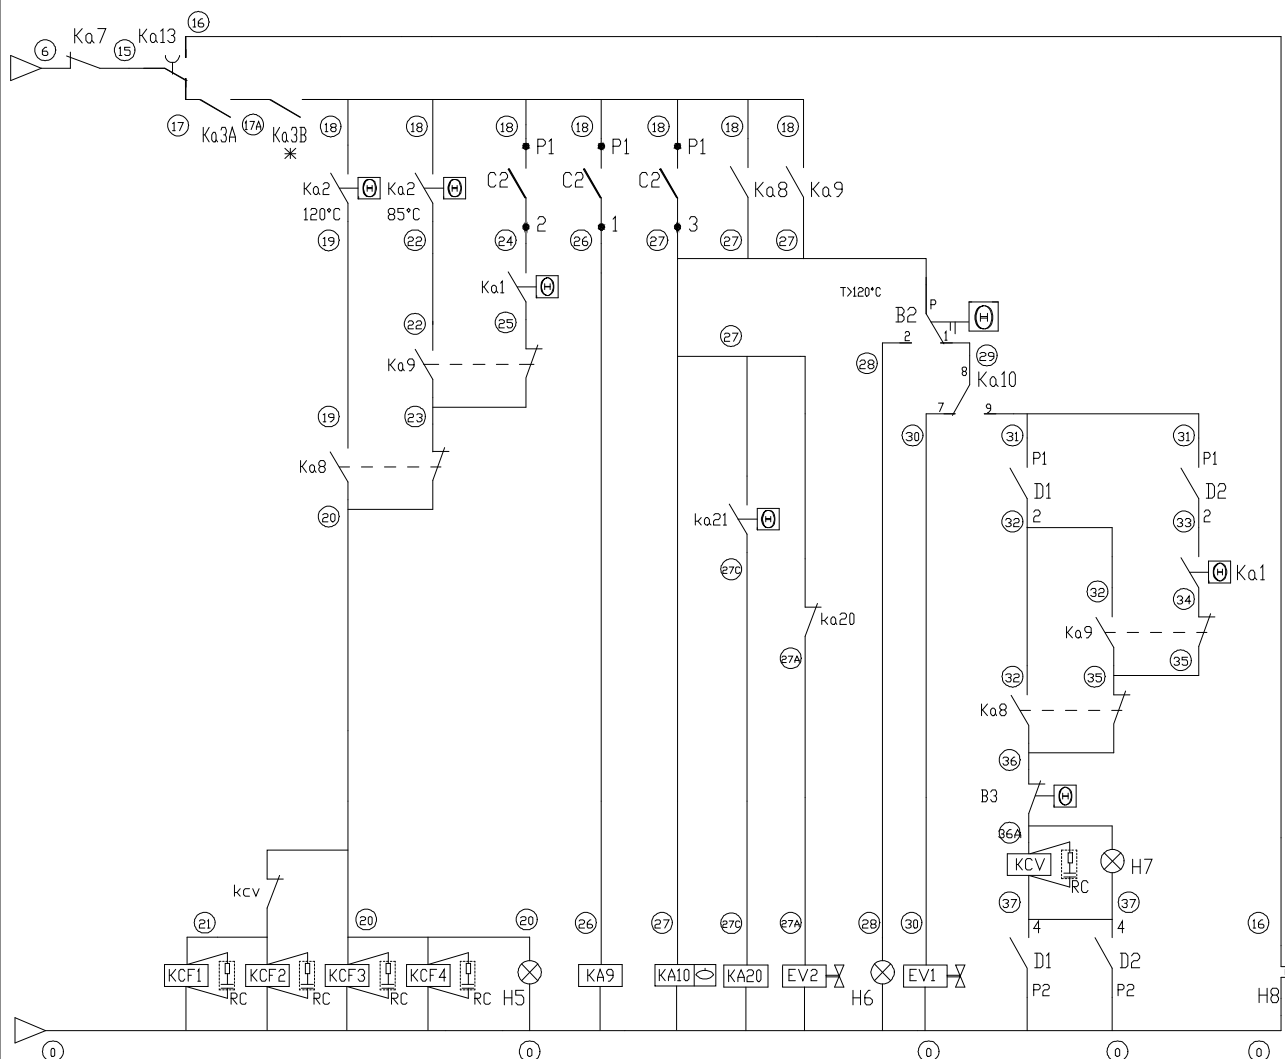 16
6 Ka7 15 Ka13
17 Ka3A 17A Ka3B 18 18 18 18 18 18 18
*
P1 P1 P1
Ka2 Ka2 C2 C2 C2 Ka8 Ka9
120°C 85°C
2 1 3
19 22 24 26 27 27 27
Ka1
T>120°C P
B2
22 25 27 2 1
28 29
Ka9 8 Ka10
7 9
19 23 30 31 31
P1 P1
Ka8
D1 D2
20 ka21 32 2 33 2
27C Ka1
32 34
ka20
Ka9
27A 35
32 35
Ka8
36
B3
36A
KCV RC H7
kcv
37 37
21 20 20 26 27 27C 27A 28 30 4 4 16
D1 D2
KCF1 RC KCF2 RC KCF3 RC KCF4 RC H5 KA9 KA10 KA20 EV2 H6 EV1
P2 P2 H8
0 0 0 0 0